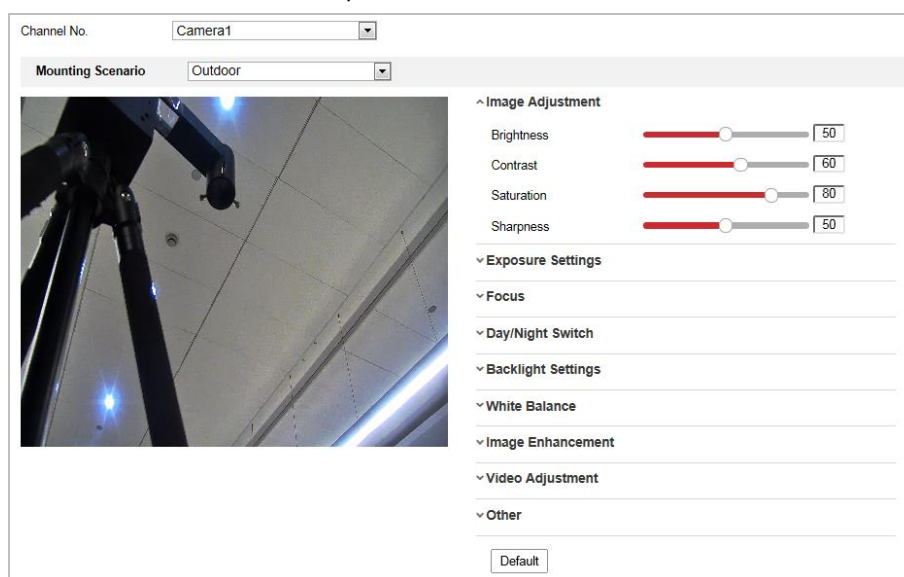 Channel No. Camera1
Mounting Scenario Outdoor
Image Adjustment
Brightness 50
Contrast 60
Saturation 80
Sharpness 50
Exposure Settings
Focus
Day/Night Switch
Backlight Settings
White Balance
Image Enhancement
Video Adjustment
Other
Default